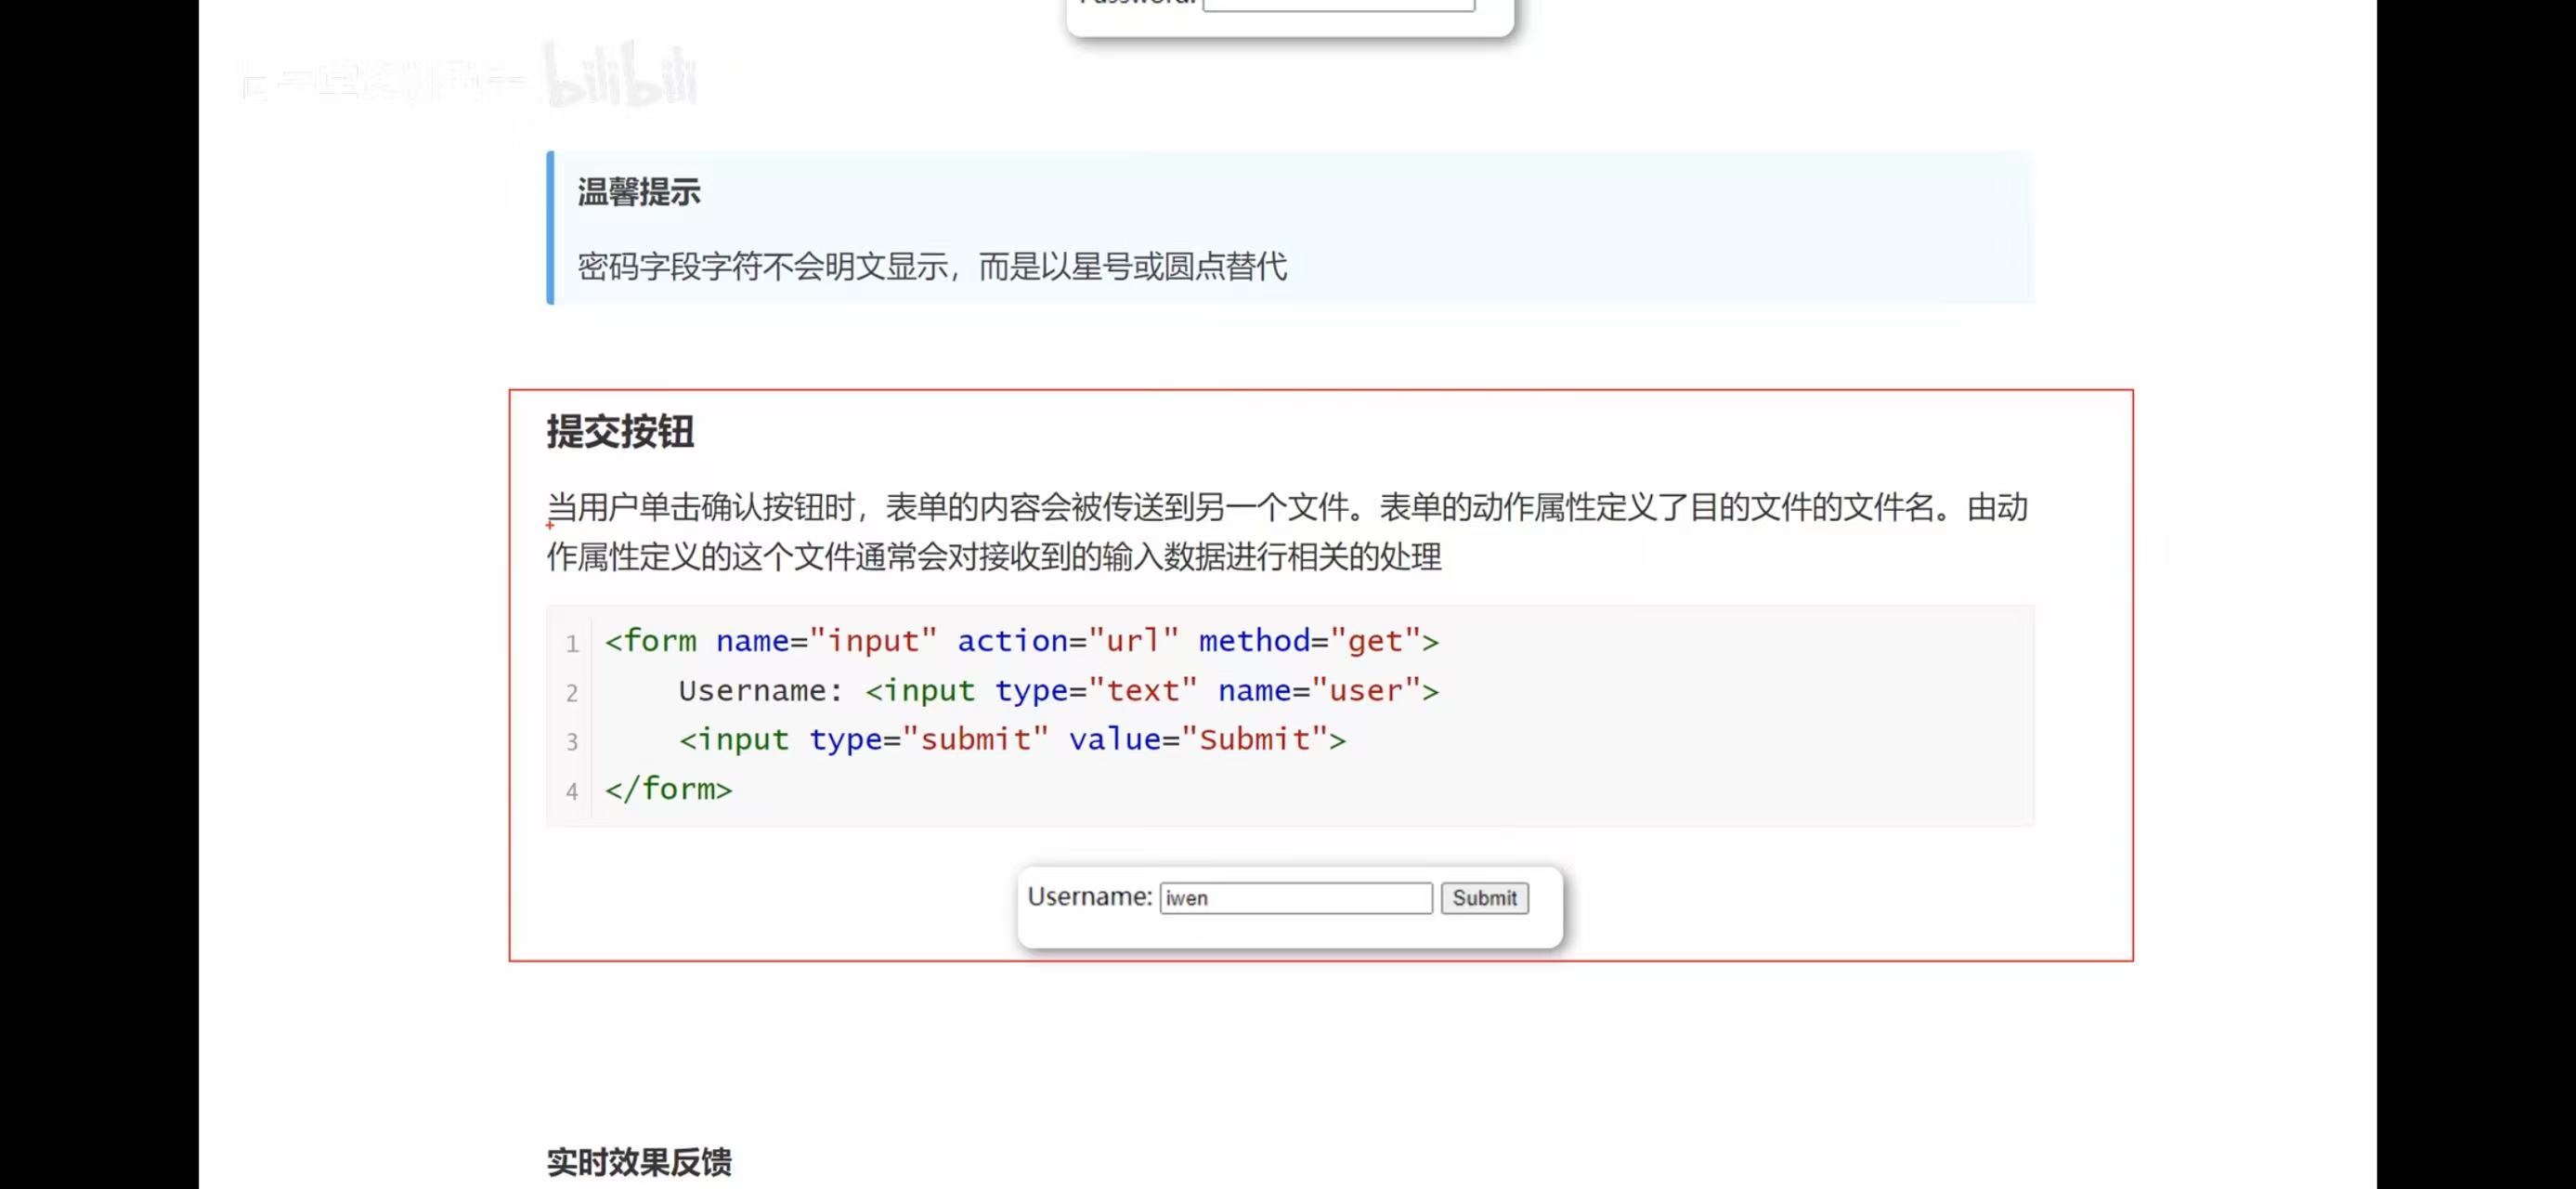 bilibili
温馨提示
密码字段字符不会明文显示，而是以星号或圆点替代
提交按钮
当用户单击确认按钮时，表单的内容会被传送到另一个文件。表单的动作属性定义了目的文件的文件名。由动
作属性定义的这个文件通常会对接收到的输入数据进行相关的处理
1 <form name="input" action="url" method="get">
2     Username: <input type="text" name="user">
3     <input type="submit" value="Submit">
4 </form>
Username: iwen Submit
实时效果反馈